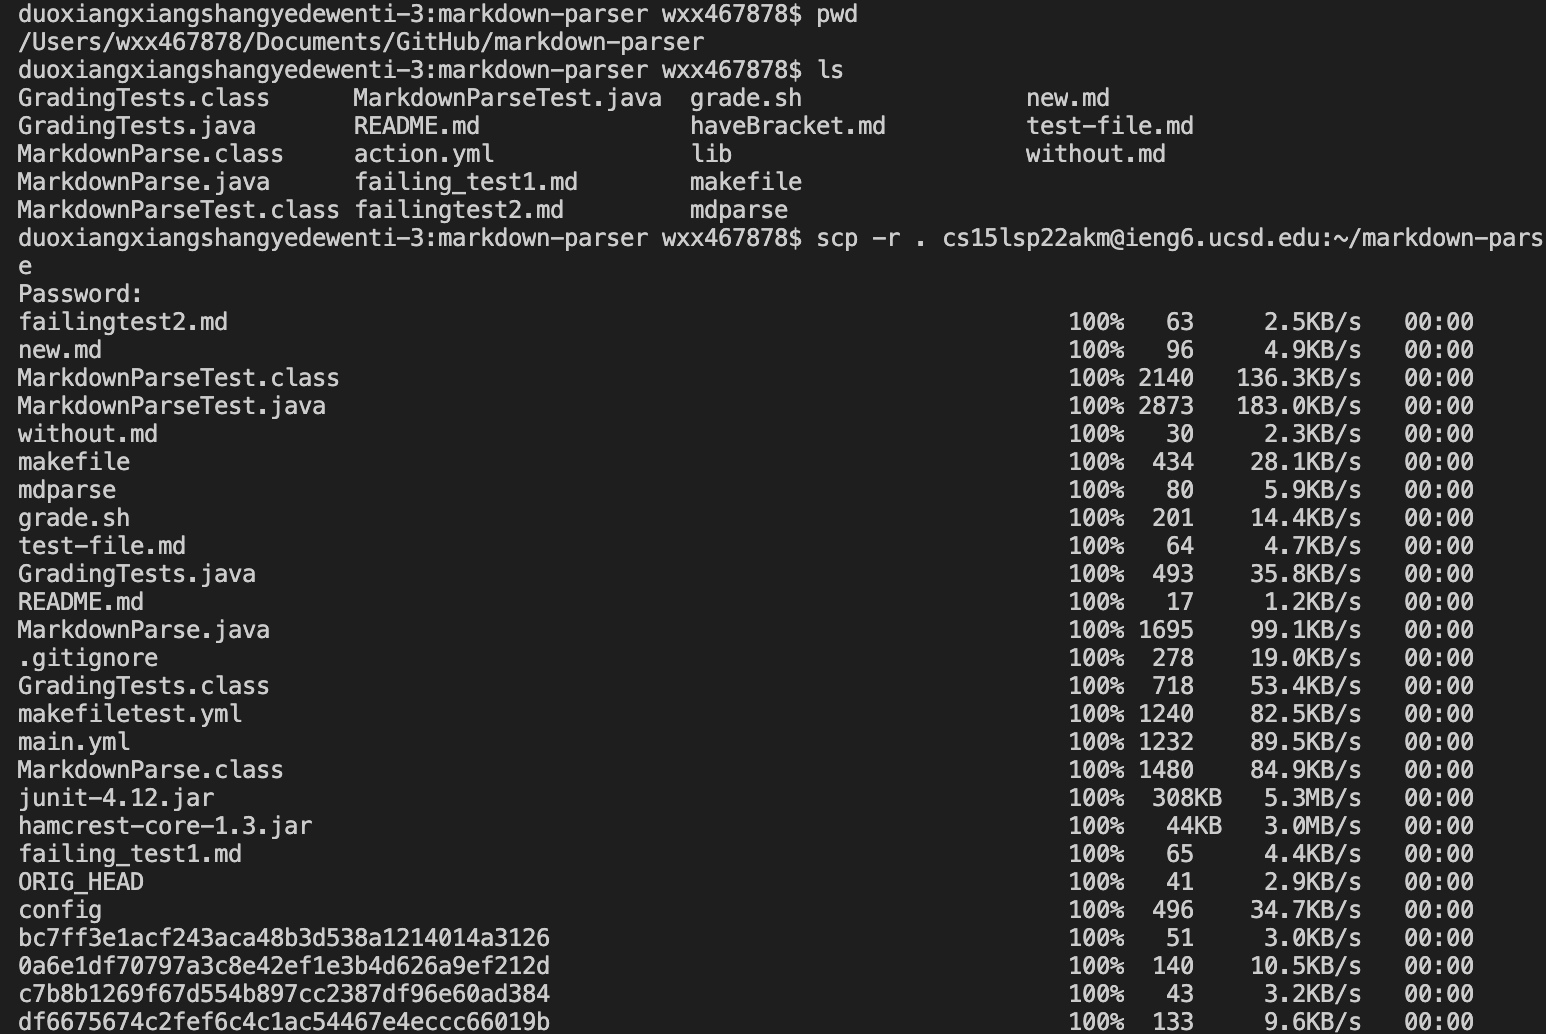 duoxiangxiangshangyedewenti-3:markdown-parser wxx467878$ pwd
/Users/wxx467878/Documents/GitHub/markdown-parser
duoxiangxiangshangyedewenti-3:markdown-parser wxx467878$ ls
GradingTests.class MarkdownParseTest.java grade.sh new.md
GradingTests.java README.md haveBracket.md test-file.md
MarkdownParse.class action.yml lib without.md
MarkdownParse.java failing_test1.md makefile
MarkdownParseTest.class failingtest2.md mdparse
duoxiangxiangshangyedewenti-3:markdown-parser wxx467878$ scp -r . cs15lsp22akm@ieng6.ucsd.edu:~/markdown-pars
e
Password:
failingtest2.md 100% 63 2.5KB/s 00:00
new.md 100% 96 4.9KB/s 00:00
MarkdownParseTest.class 100% 2140 136.3KB/s 00:00
MarkdownParseTest.java 100% 2873 183.0KB/s 00:00
without.md 100% 30 2.3KB/s 00:00
makefile 100% 434 28.1KB/s 00:00
mdparse 100% 80 5.9KB/s 00:00
grade.sh 100% 201 14.4KB/s 00:00
test-file.md 100% 64 4.7KB/s 00:00
GradingTests.java 100% 493 35.8KB/s 00:00
README.md 100% 17 1.2KB/s 00:00
MarkdownParse.java 100% 1695 99.1KB/s 00:00
.gitignore 100% 278 19.0KB/s 00:00
GradingTests.class 100% 718 53.4KB/s 00:00
makefiletest.yml 100% 1240 82.5KB/s 00:00
main.yml 100% 1232 89.5KB/s 00:00
MarkdownParse.class 100% 1480 84.9KB/s 00:00
junit-4.12.jar 100% 308KB 5.3MB/s 00:00
hamcrest-core-1.3.jar 100% 44KB 3.0MB/s 00:00
failing_test1.md 100% 65 4.4KB/s 00:00
ORIG_HEAD 100% 41 2.9KB/s 00:00
config 100% 496 34.7KB/s 00:00
bc7ff3e1acf243aca48b3d538a1214014a3126 100% 51 3.0KB/s 00:00
0a6e1df70797a3c8e42ef1e3b4d626a9ef212d 100% 140 10.5KB/s 00:00
c7b8b1269f67d554b897cc2387df96e60ad384 100% 43 3.2KB/s 00:00
df6675674c2fef6c4c1ac54467e4eccc66019b 100% 133 9.6KB/s 00:00